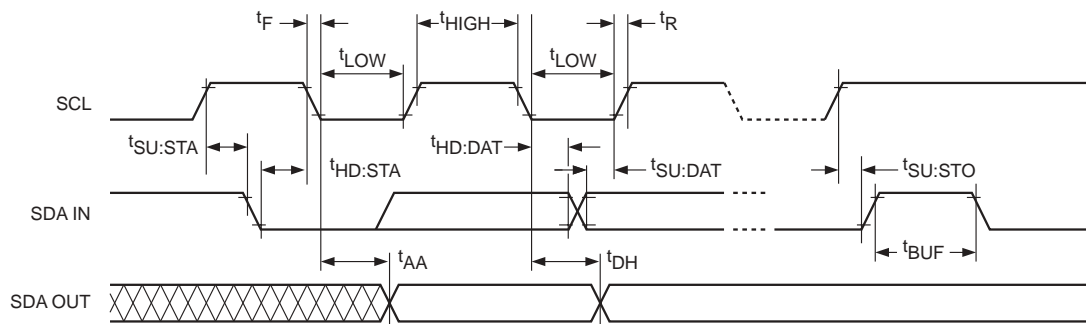 tF tHIGH tR
tLOW tLOW
SCL
tSU:STA tHD:STA tHD:DAT tSU:DAT tSU:STO
SDA IN
tBUF
tAA tDH
SDA OUT